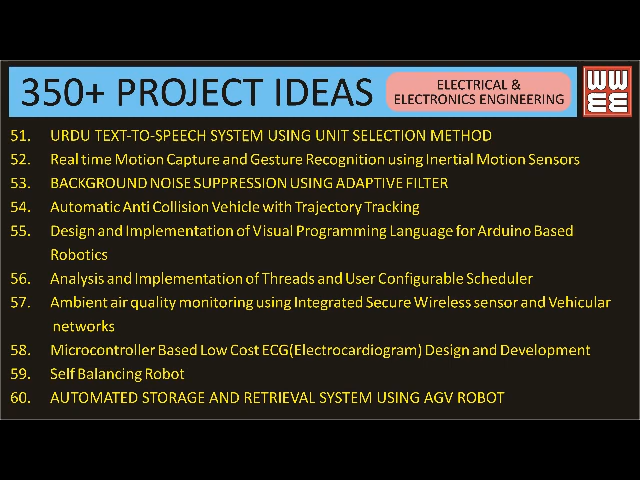 350+ PROJECT IDEAS
ELECTRICAL &
ELECTRONICS ENGINEERING
WW
EE
51. URDU TEXT-TO-SPEECH SYSTEM USING UNIT SELECTION METHOD
52. Real time Motion Capture and Gesture Recognition using Inertial Motion Sensors
53. BACKGROUND NOISE SUPPRESSION USING ADAPTIVE FILTER
54. Automatic Anti Collision Vehicle with Trajectory Tracking
55. Design and Implementation of Visual Programming Language for Arduino Based
Robotics
56. Analysis and Implementation of Threads and User Configurable Scheduler
57. Ambient air quality monitoring using Integrated Secure Wireless sensor and Vehicular
networks
58. Microcontroller Based Low Cost ECG(Electrocardiogram) Design and Development
59. Self Balancing Robot
60. AUTOMATED STORAGE AND RETRIEVAL SYSTEM USING AGV ROBOT